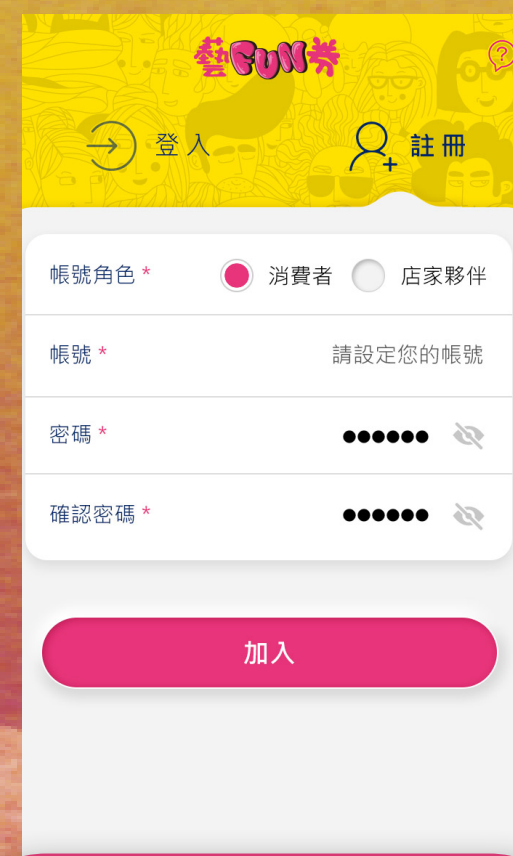 藝FUN券
?
登入
註冊
帳號角色 * 消費者 店家夥伴
帳號 * 請設定您的帳號
密碼 * ●●●●●●
確認密碼 * ●●●●●●
加入